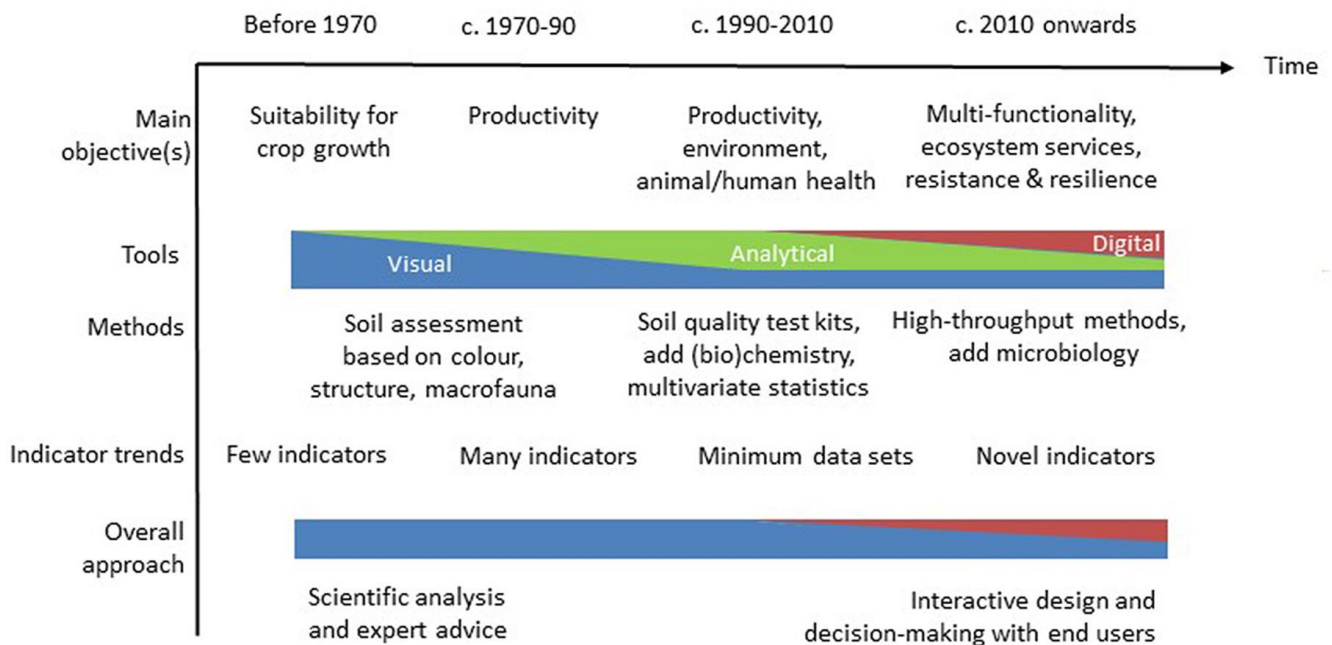 Before 1970
c. 1970-90
c. 1990-2010
c. 2010 onwards
Time
Main
objective(s)
Suitability for
crop growth
Productivity
Productivity,
environment,
animal/human health
Multi-functionality,
ecosystem services,
resistance & resilience
Tools
Visual
Analytical
Digital
Methods
Soil assessment
based on colour,
structure, macrofauna
Soil quality test kits,
add (bio)chemistry,
multivariate statistics
High-throughput methods,
add microbiology
Indicator trends
Few indicators
Many indicators
Minimum data sets
Novel indicators
Overall
approach
Scientific analysis
and expert advice
Interactive design and
decision-making with end users